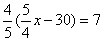 4/5(5/4x-30) = 7